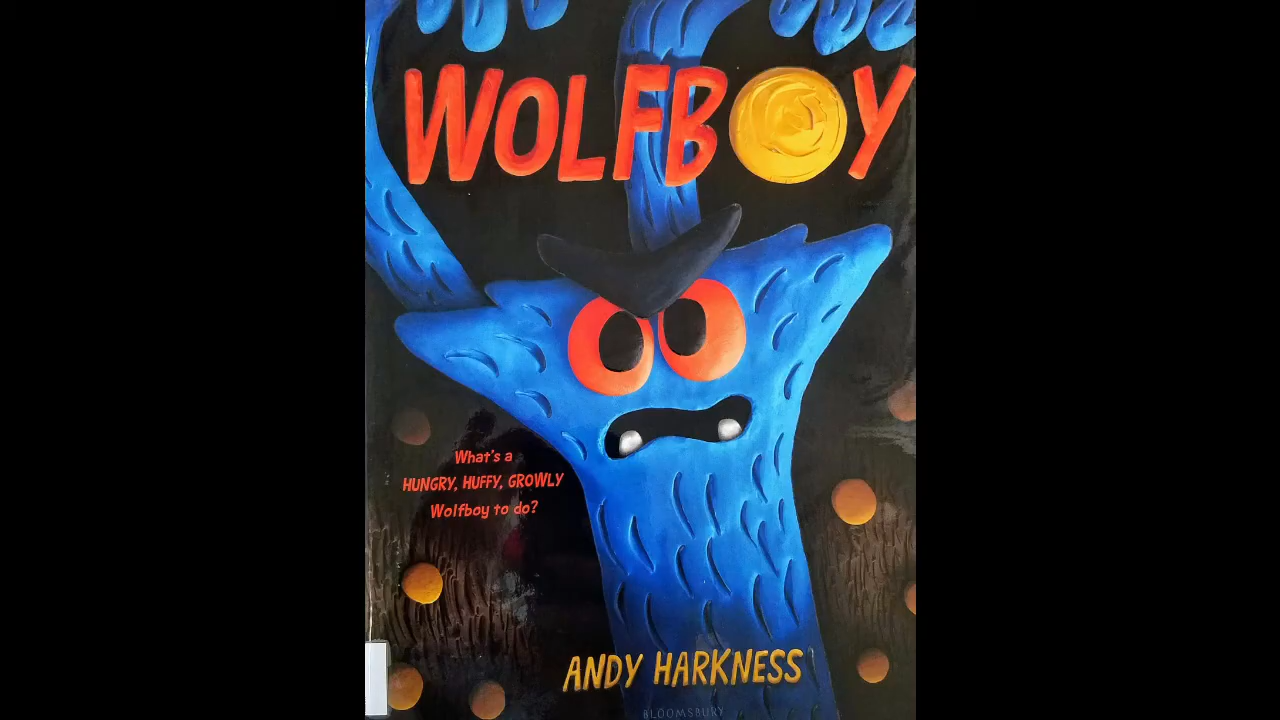 WOLFBOY
What's a
HUNGRY, HUFFY, GROWLY
Wolfboy to do?
ANDY HARKNESS
BLOOMSBURY